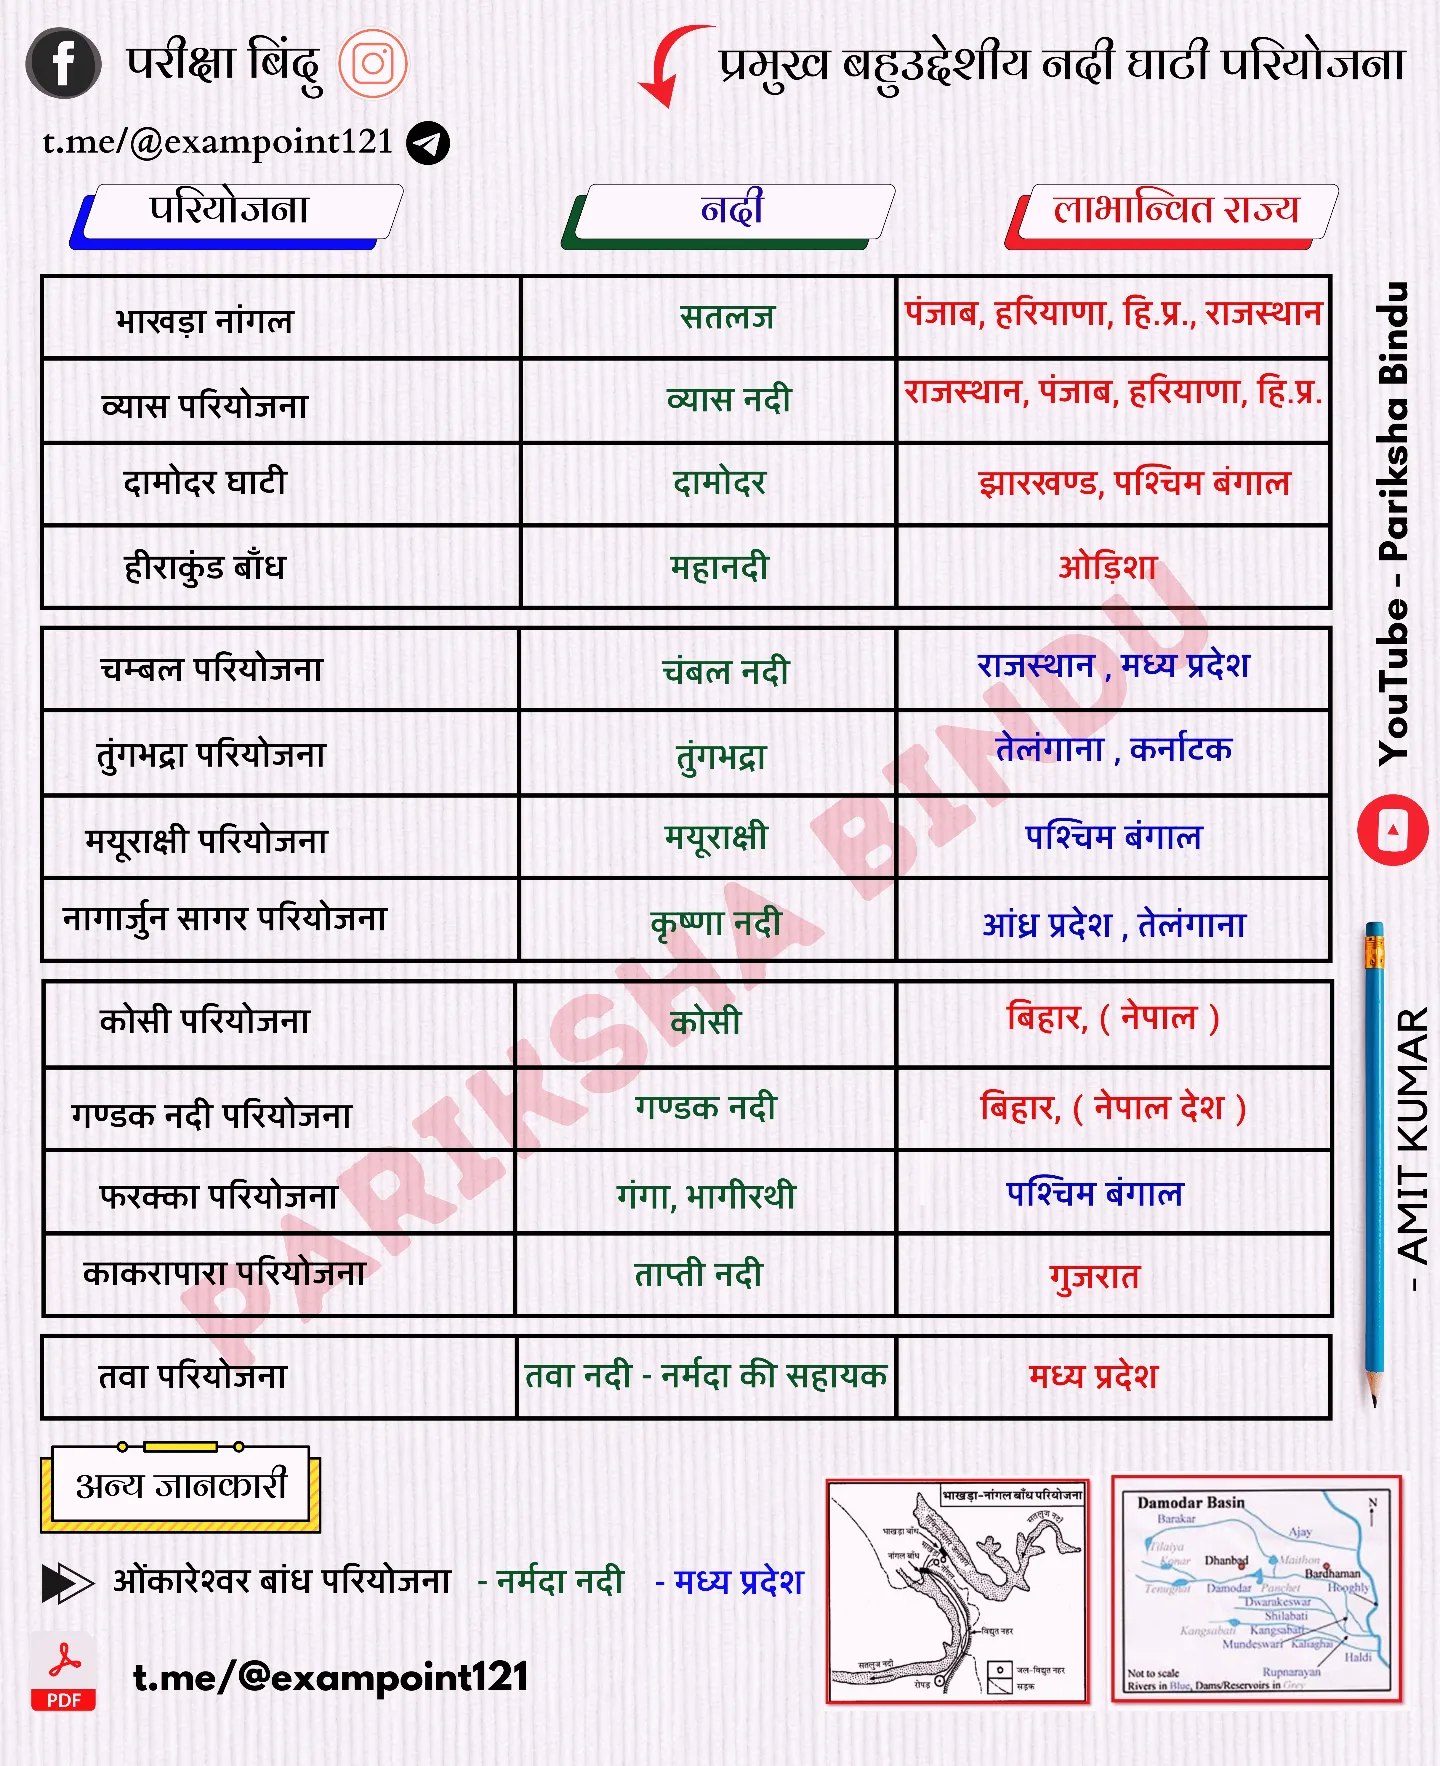 परीक्षा बिंदु
प्रमुख बहुउद्देशीय नदी घाटी परियोजना
t.me/@exampoint121
परियोजना नदी लाभान्वित राज्य
भाखड़ा नांगल सतलज पंजाब, हरियाणा, हि.प्र., राजस्थान
व्यास परियोजना व्यास नदी राजस्थान, पंजाब, हरियाणा, हि.प्र.
दामोदर घाटी दामोदर झारखण्ड, पश्चिम बंगाल
हीराकुंड बाँध महानदी ओड़िशा
चम्बल परियोजना चंबल नदी राजस्थान , मध्य प्रदेश
तुंगभद्रा परियोजना तुंगभद्रा तेलंगाना , कर्नाटक
मयूराक्षी परियोजना मयूराक्षी पश्चिम बंगाल
नागार्जुन सागर परियोजना कृष्णा नदी आंध्र प्रदेश , तेलंगाना
कोसी परियोजना कोसी बिहार, ( नेपाल )
गण्डक नदी परियोजना गण्डक नदी बिहार, ( नेपाल देश )
फरक्का परियोजना गंगा, भागीरथी पश्चिम बंगाल
काकरापारा परियोजना ताप्ती नदी गुजरात
तवा परियोजना तवा नदी - नर्मदा की सहायक मध्य प्रदेश
PARIKSHA BINDU
YouTube - Pariksha Bindu
- AMIT KUMAR
अन्य जानकारी
ओंकारेश्वर बांध परियोजना - नर्मदा नदी - मध्य प्रदेश
PDF
t.me/@exampoint121
भाखड़ा-नांगल बाँध परियोजना
सतलुज नदी
भाखड़ा बाँध
नांगल बाँध
विद्युत नहर
सतलुज नदी
रोपड़
जल-विद्युत नहर
सड़क
Damodar Basin
N
Barakar
Ajay
Tilaiya
Konar
Dhanbad
Maithon
Bardhaman
Tenughat
Damodar
Panchet
Hooghly
Dwarakeswar
Shilabati
Kangsabati
Kangsabati
Mundeswari
Kaliaghai
Haldi
Rupnarayan
Not to scale
Rivers in Blue, Dams/Reservoirs in Grey